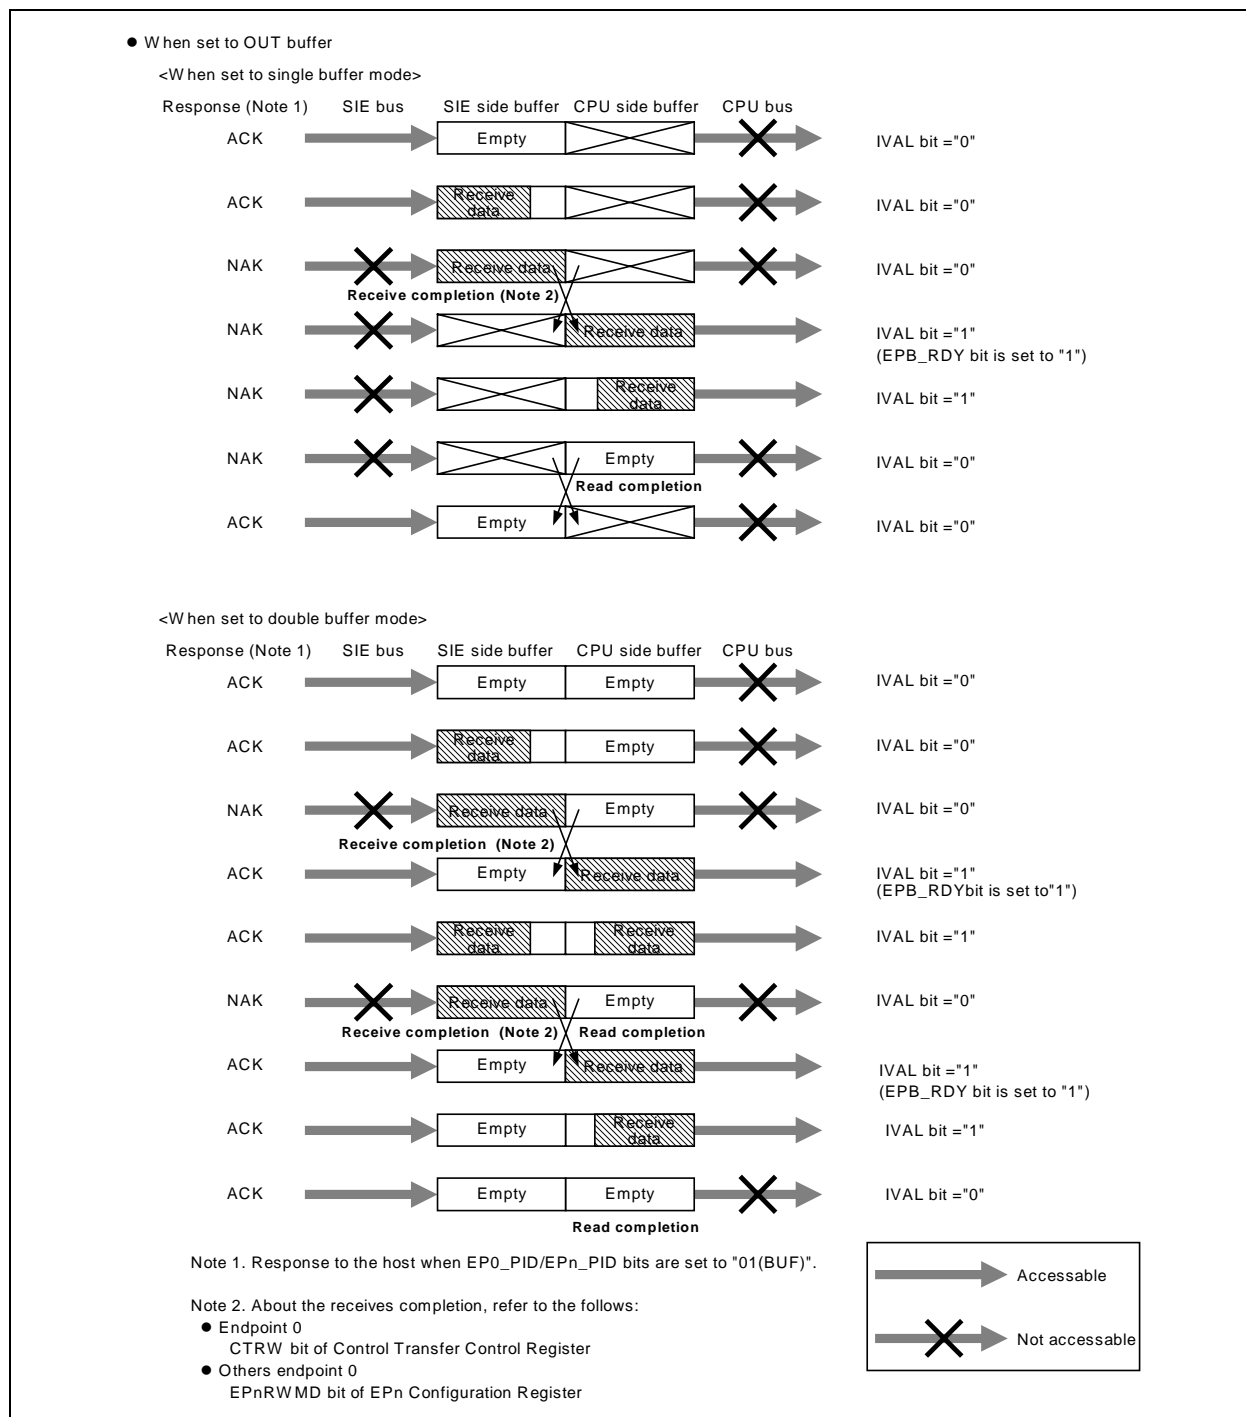 ● When set to OUT buffer
<When set to single buffer mode>
Response (Note 1) SIE bus SIE side buffer CPU side buffer CPU bus
ACK Empty IVAL bit ="0"
ACK Receive data IVAL bit ="0"
NAK Receive data IVAL bit ="0"
Receive completion (Note 2)
NAK Receive data IVAL bit ="1"
(EPB_RDY bit is set to "1")
NAK Receive data IVAL bit ="1"
NAK Empty IVAL bit ="0"
Read completion
ACK Empty IVAL bit ="0"
<When set to double buffer mode>
Response (Note 1) SIE bus SIE side buffer CPU side buffer CPU bus
ACK Empty Empty IVAL bit ="0"
ACK Receive data Empty IVAL bit ="0"
NAK Receive data Empty IVAL bit ="0"
Receive completion (Note 2)
ACK Empty Receive data IVAL bit ="1"
(EPB_RDYbit is set to"1")
ACK Receive data Receive data IVAL bit ="1"
NAK Receive data Empty IVAL bit ="0"
Receive completion (Note 2) Read completion
ACK Empty Receive data IVAL bit ="1"
(EPB_RDY bit is set to "1")
ACK Empty Receive data IVAL bit ="1"
ACK Empty Empty IVAL bit ="0"
Read completion
Note 1. Response to the host when EP0_PID/EPn_PID bits are set to "01(BUF)".
Accessable
Note 2. About the receives completion, refer to the follows:
● Endpoint 0
Not accessable
CTRW bit of Control Transfer Control Register
● Others endpoint 0
EPnRWMD bit of EPn Configuration Register